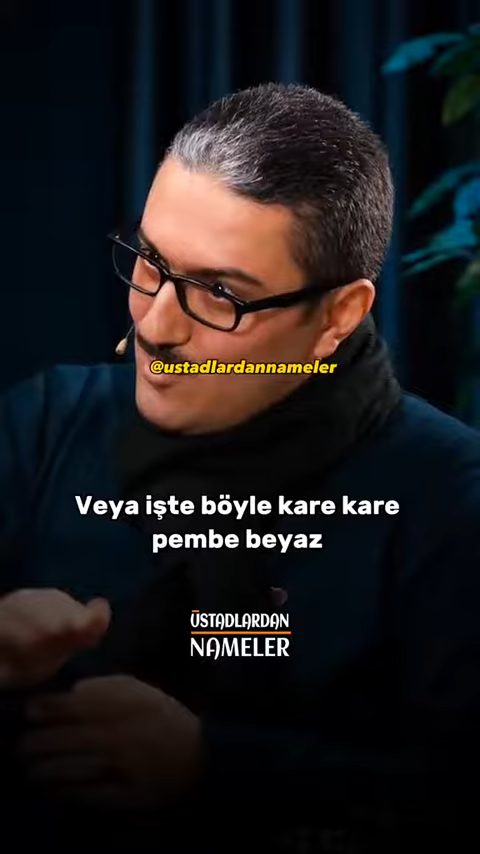 @ustadlardannameler
Veya işte böyle kare kare
pembe beyaz
ÜSTADLARDAN
NAMELER